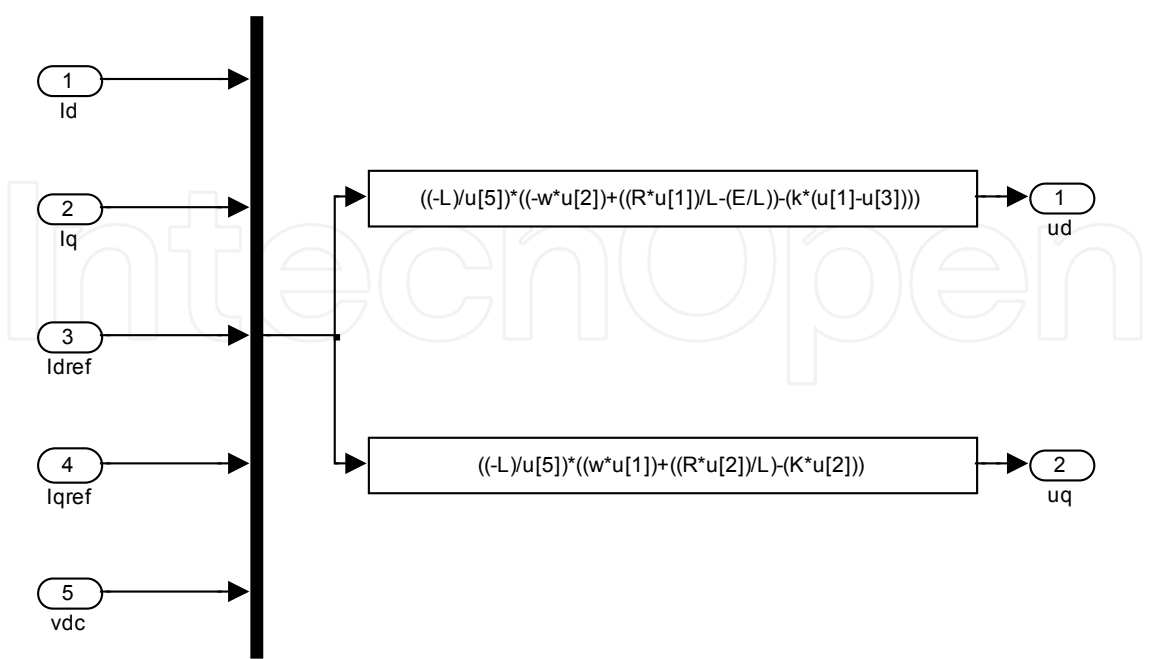 1
Id
2
Iq
3
Idref
4
Iqref
5
vdc
((-L)/u[5])*((-w*u[2])+((R*u[1])/L-(E/L))-(k*(u[1]-u[3])))
1
ud
((-L)/u[5])*((w*u[1])+((R*u[2])/L)-(K*u[2]))
2
uq
IntechOpen